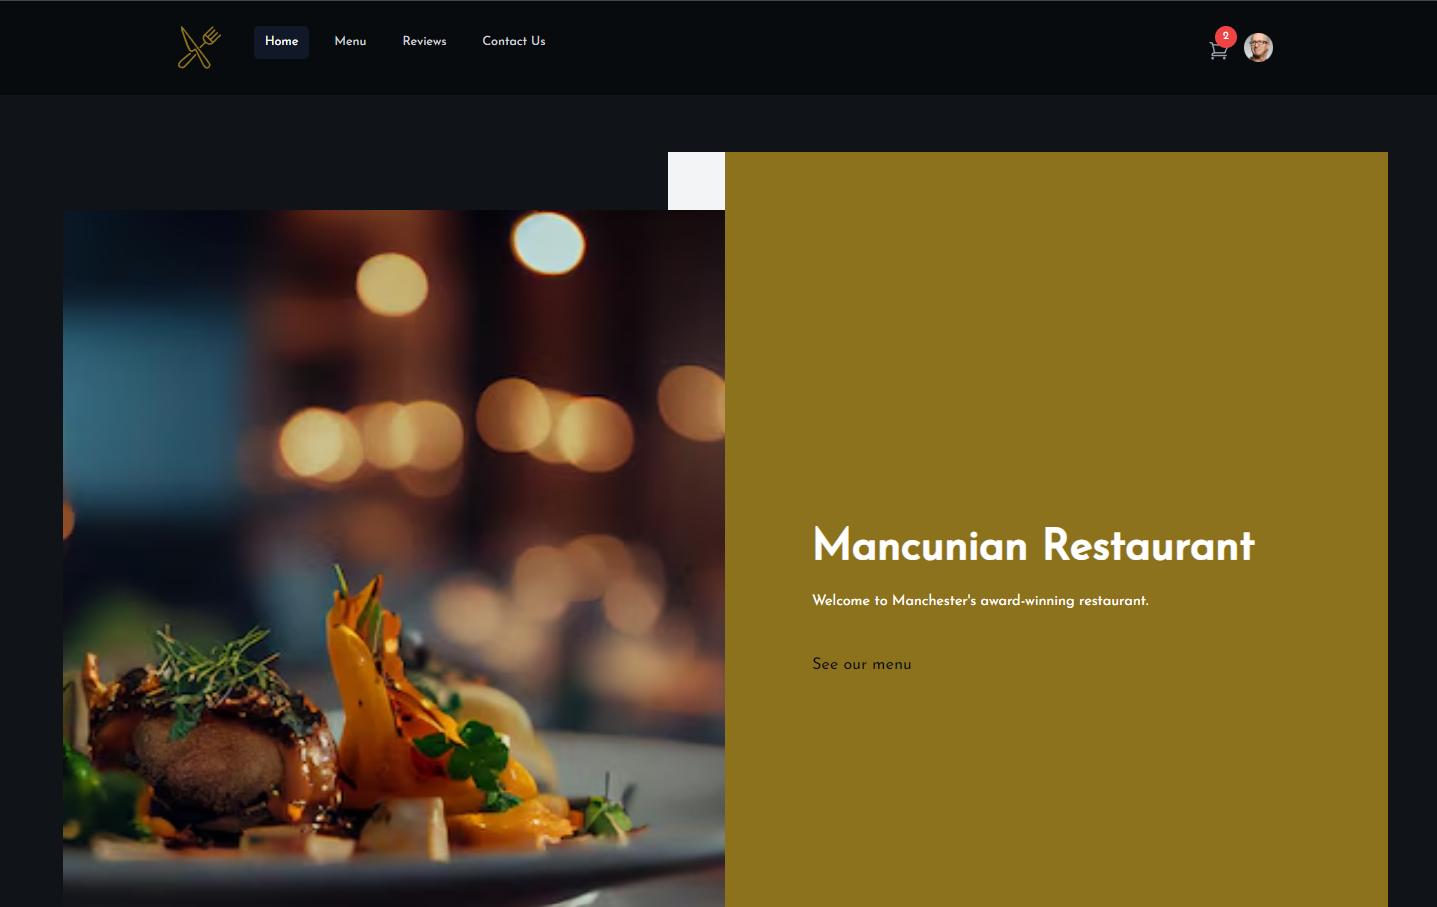 Home Menu Reviews Contact Us 2
Mancunian Restaurant
Welcome to Manchester's award-winning restaurant.
See our menu